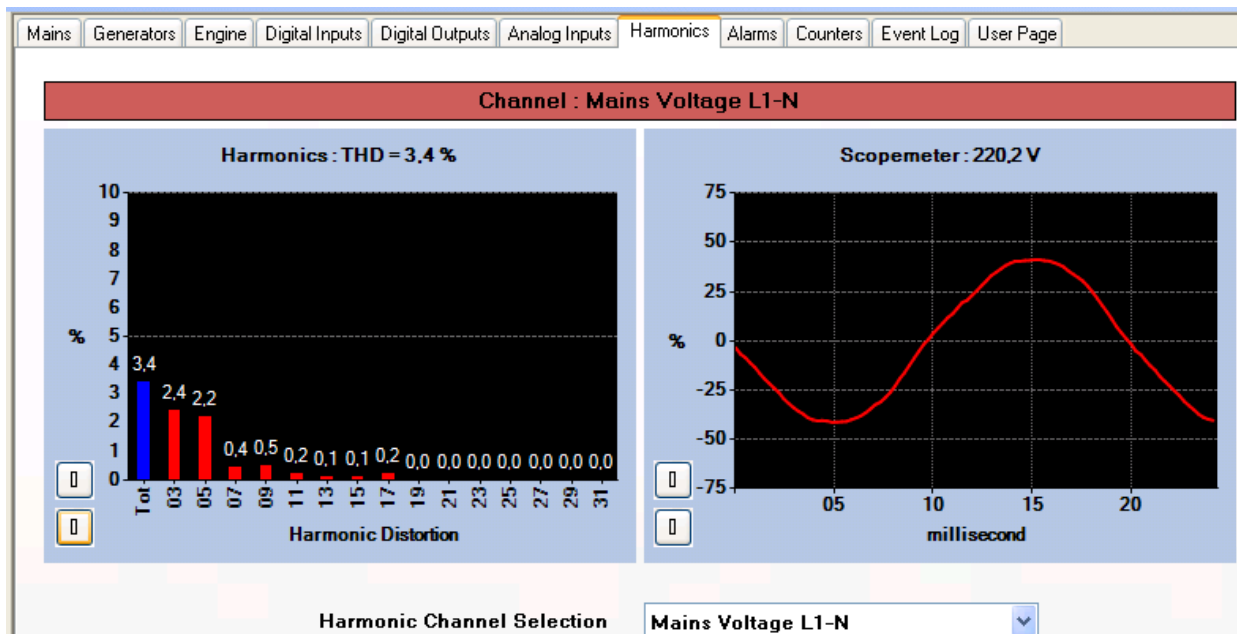 Mains Generators Engine Digital Inputs Digital Outputs Analog Inputs Harmonics Alarms Counters Event Log User Page
Channel : Mains Voltage L1-N
Harmonics : THD = 3,4 %
10
9
8
7
6
5
4
3
2
1
0
%
3,4 2,4 2,2 0,4 0,5 0,2 0,1 0,1 0,2 0,0 0,0 0,0 0,0 0,0 0,0 0,0
Tot 03 05 07 09 11 13 15 17 19 21 23 25 27 29 31
Harmonic Distortion
Scopemeter : 220,2 V
75
50
25
0
-25
-50
-75
%
05 10 15 20
millisecond
Harmonic Channel Selection
Mains Voltage L1-N